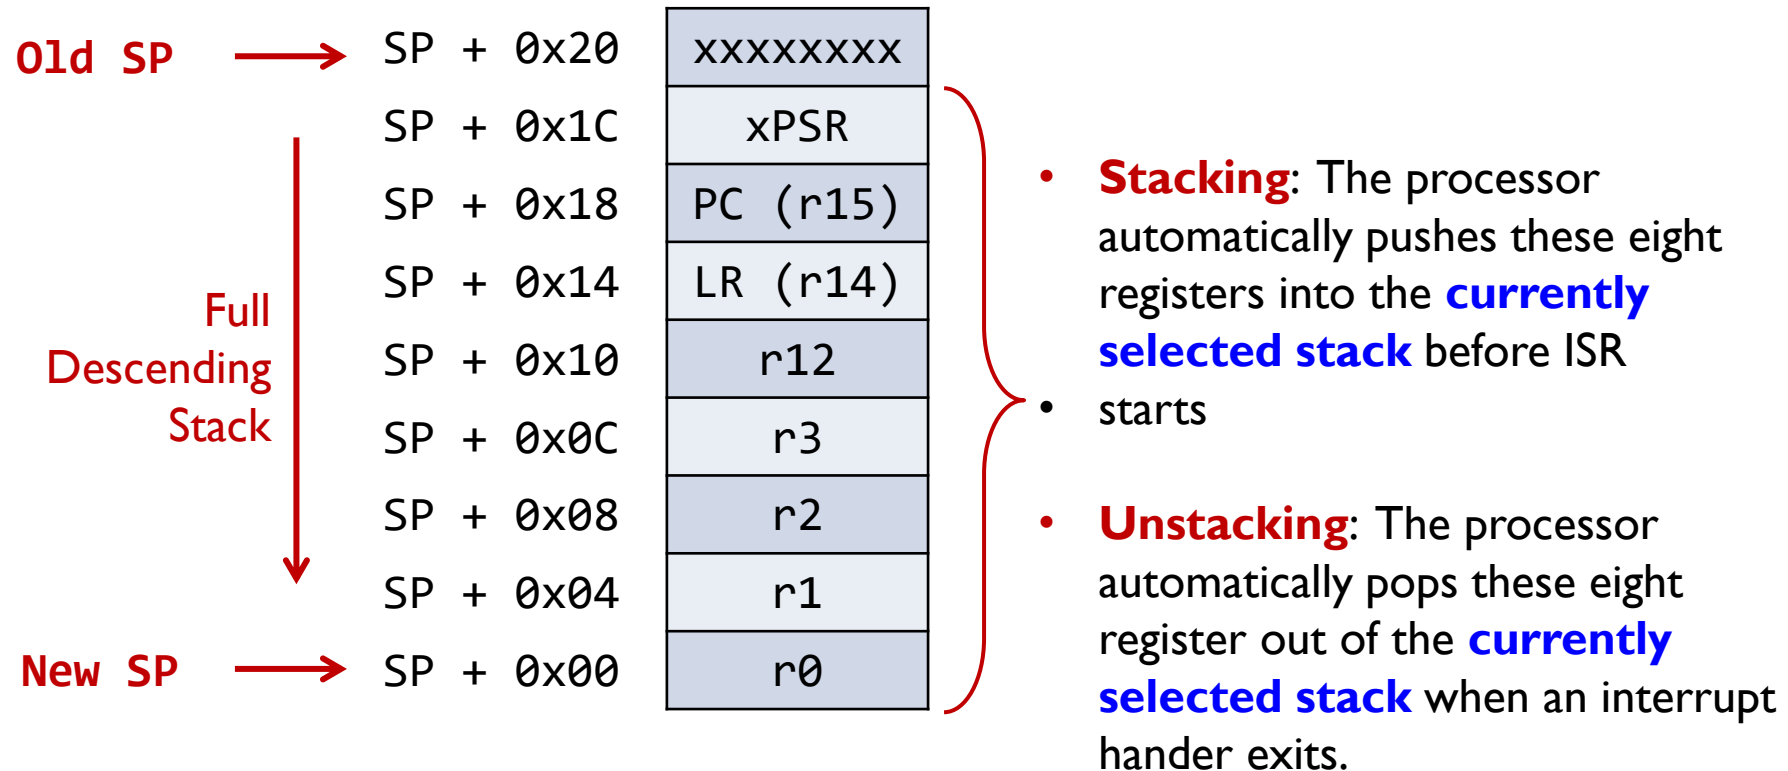 Old SP
SP + 0x20
xxxxxxxx
SP + 0x1C
xPSR
SP + 0x18
PC (r15)
SP + 0x14
LR (r14)
SP + 0x10
r12
SP + 0x0C
r3
SP + 0x08
r2
SP + 0x04
r1
New SP
SP + 0x00
r0
Full
Descending
Stack
• Stacking: The processor
automatically pushes these eight
registers into the currently
selected stack before ISR
• starts
• Unstacking: The processor
automatically pops these eight
register out of the currently
selected stack when an interrupt
hander exits.